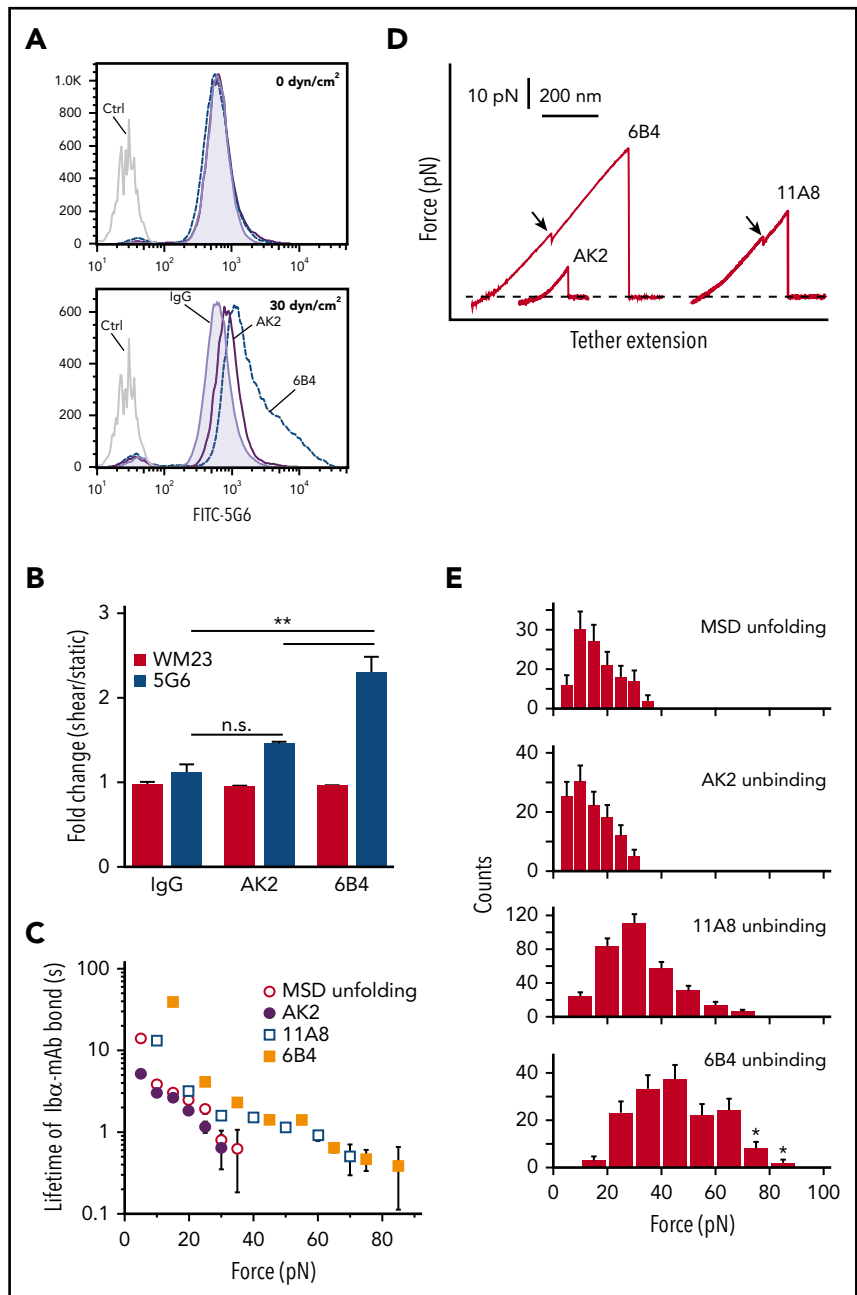 A
0 dyn/cm²
Ctrl
1.0K
800
600
400
200
0
10¹ 10² 10³ 10⁴
30 dyn/cm²
IgG
Ctrl
AK2
6B4
600
400
200
0
10¹ 10² 10³ 10⁴
FITC-5G6
B
Fold change (shear/static)
3
2
1
0
WM23
5G6
**
n.s.
IgG AK2 6B4
C
Lifetime of Ibα-mAb bond (s)
100
10
1
0.1
MSD unfolding
AK2
11A8
6B4
0 20 40 60 80
Force (pN)
D
10 pN 200 nm
6B4
11A8
AK2
Force (pN)
Tether extension
E
Counts
MSD unfolding
30
20
0
AK2 unbinding
40
20
0
11A8 unbinding
120
80
40
0
6B4 unbinding
40
20
0
* *
0 20 40 60 80 100
Force (pN)